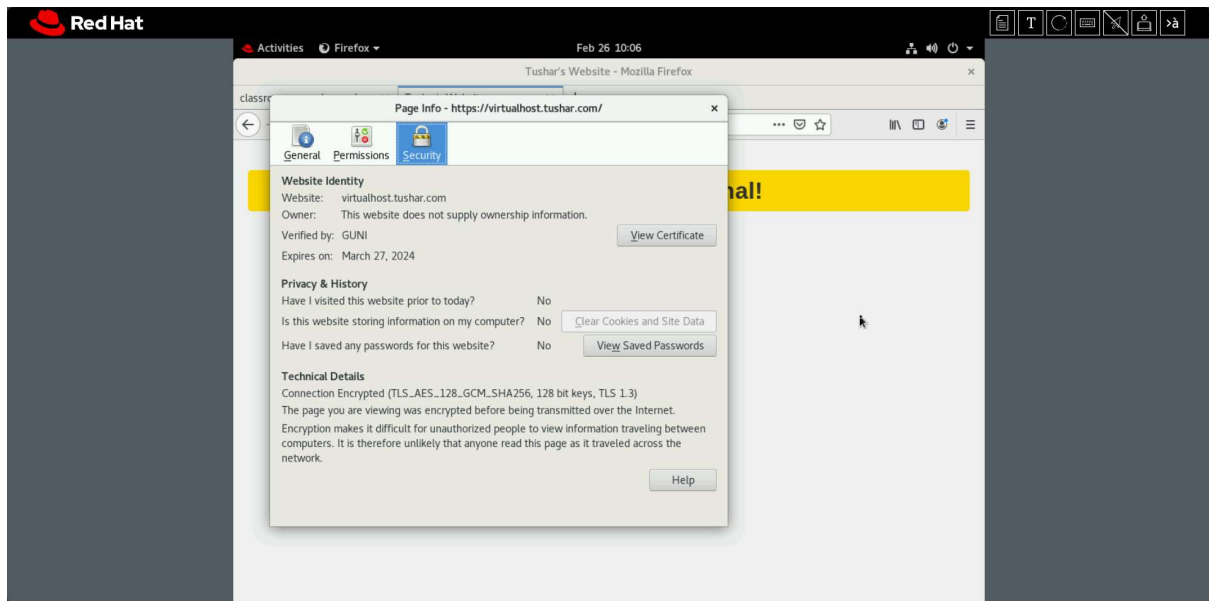 Red Hat
T
>à
Activities Firefox Feb 26 10:06
Tushar's Website - Mozilla Firefox
Page Info - https://virtualhost.tushar.com/
General Permissions Security
nal!
Website Identity
Website: virtualhost.tushar.com
Owner: This website does not supply ownership information.
Verified by: GUNI View Certificate
Expires on: March 27, 2024
Privacy & History
Have I visited this website prior to today? No
Is this website storing information on my computer? No Clear Cookies and Site Data
Have I saved any passwords for this website? No View Saved Passwords
Technical Details
Connection Encrypted (TLS_AES_128_GCM_SHA256, 128 bit keys, TLS 1.3)
The page you are viewing was encrypted before being transmitted over the Internet.
Encryption makes it difficult for unauthorized people to view information traveling between
computers. It is therefore unlikely that anyone read this page as it traveled across the
network.
Help